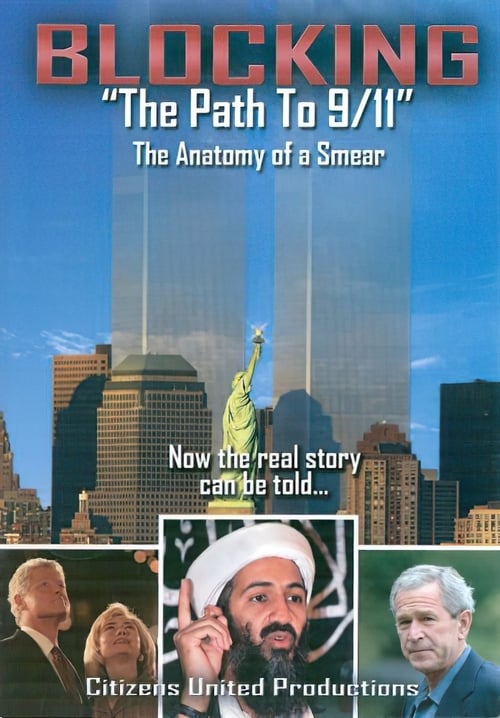 BLOCKING
"The Path To 9/11"
The Anatomy of a Smear
Now the real story
can be told...
Citizens United Productions